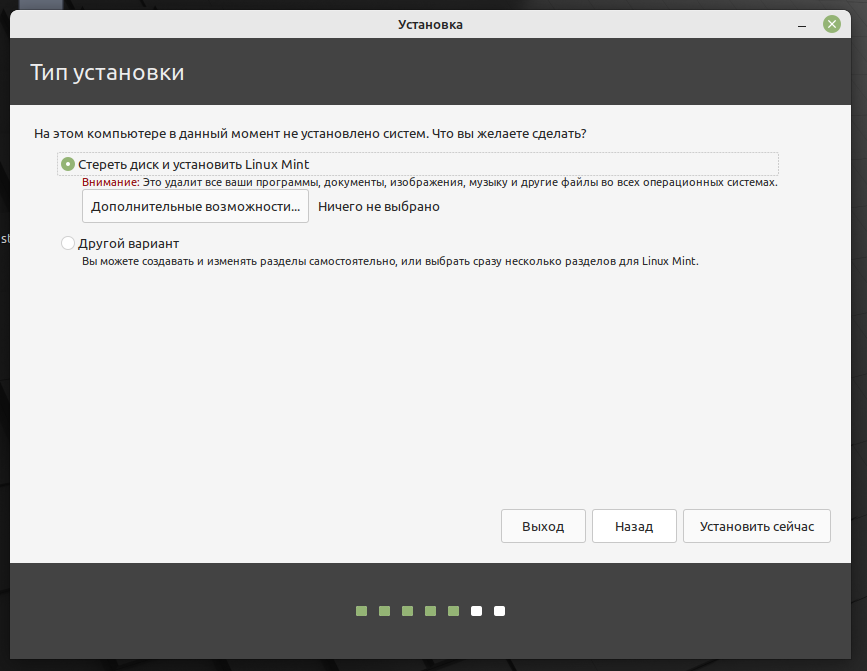 Установка
Тип установки
На этом компьютере в данный момент не установлено систем. Что вы желаете сделать?
Стереть диск и установить Linux Mint
Внимание: Это удалит все ваши программы, документы, изображения, музыку и другие файлы во всех операционных системах.
Дополнительные возможности... Ничего не выбрано
Другой вариант
Вы можете создавать и изменять разделы самостоятельно, или выбрать сразу несколько разделов для Linux Mint.
Выход Назад Установить сейчас